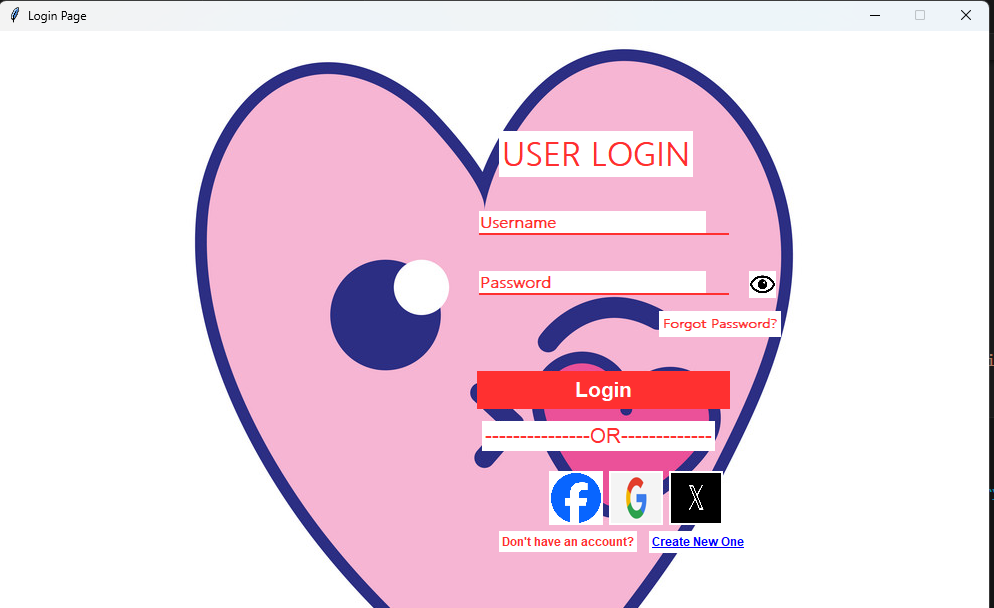 Login Page
USER LOGIN
Username
Password
Forgot Password?
Login
---------------OR-------------
f G X
Don't have an account? Create New One